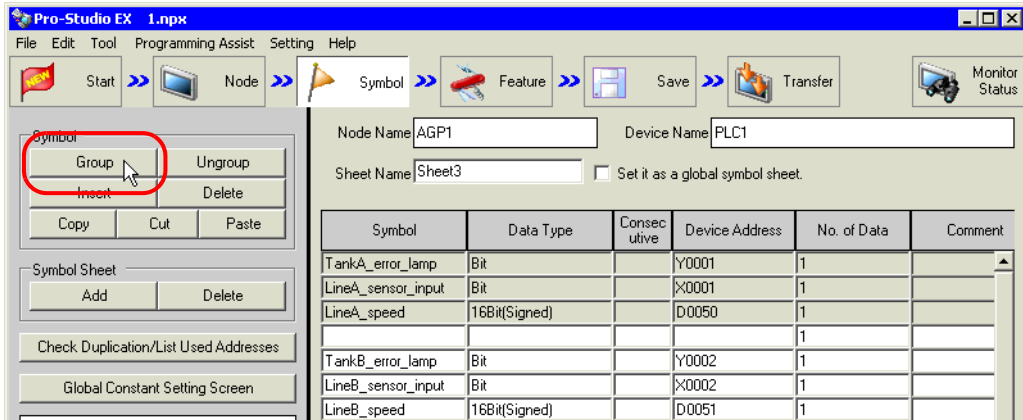 Pro-Studio EX 1.npx
File Edit Tool Programming Assist Setting Help
NEW Start Node Symbol Feature Save Transfer Monitor Status
Symbol
Group Ungroup
Insert Delete
Copy Cut Paste
Symbol Sheet
Add Delete
Check Duplication/List Used Addresses
Global Constant Setting Screen
Node Name AGP1 Device Name PLC1
Sheet Name Sheet3 Set it as a global symbol sheet.
Symbol Data Type Consecutive Device Address No. of Data Comment
TankA_error_lamp Bit Y0001 1
LineA_sensor_input Bit X0001 1
LineA_speed 16Bit(Signed) D0050 1
1
TankB_error_lamp Bit Y0002 1
LineB_sensor_input Bit X0002 1
LineB_speed 16Bit(Signed) D0051 1